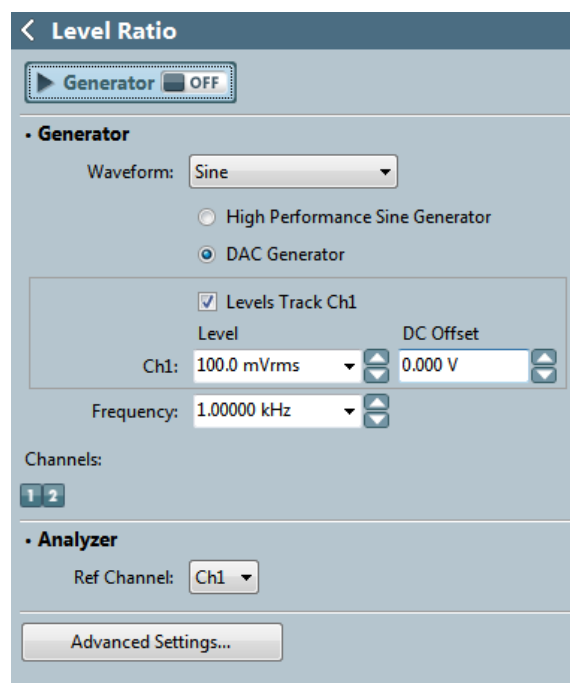 Level Ratio
Generator OFF
• Generator
Waveform: Sine
High Performance Sine Generator
DAC Generator
Levels Track Ch1
Level DC Offset
Ch1: 100.0 mVrms 0.000 V
Frequency: 1.00000 kHz
Channels:
1 2
• Analyzer
Ref Channel: Ch1
Advanced Settings...